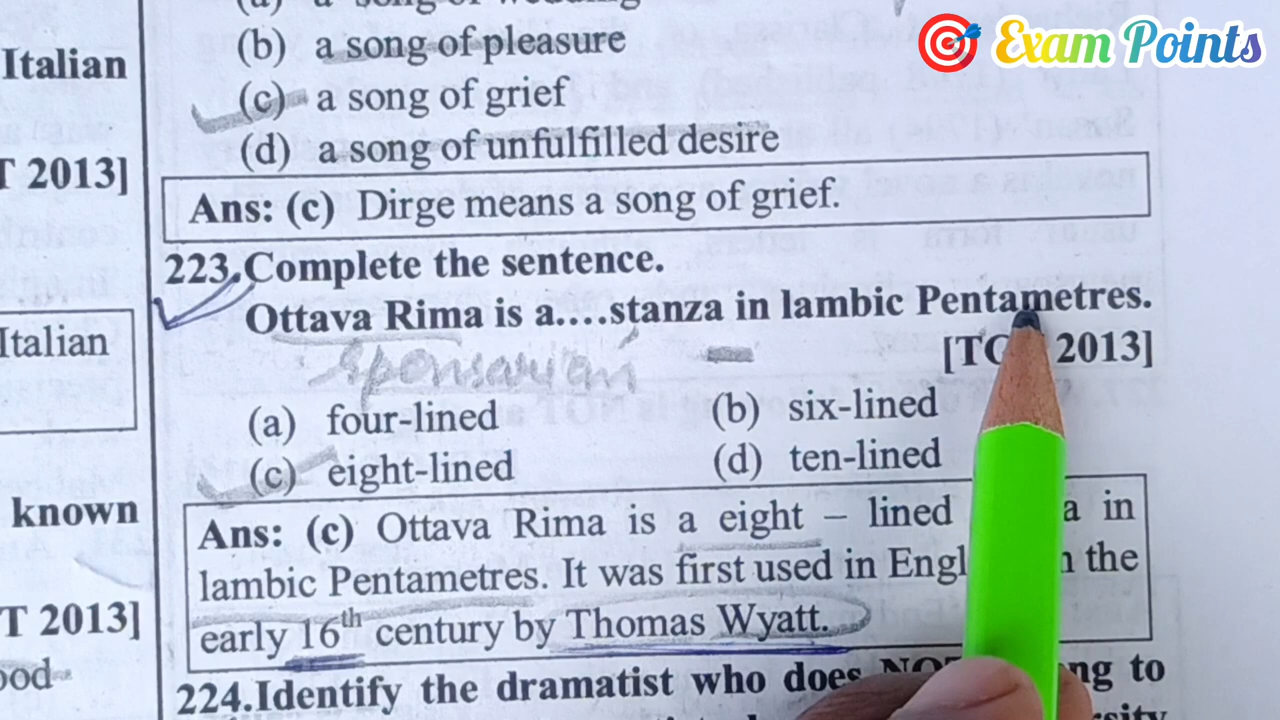 Exam Points
(b) a song of pleasure
(c) a song of grief
(d) a song of unfulfilled desire
Ans: (c) Dirge means a song of grief.
223. Complete the sentence.
Ottava Rima is a....stanza in lambic Pentametres.
2013]
(a) four-lined (b) six-lined
(c) eight-lined (d) ten-lined
Ans: (c) Ottava Rima is a eight – lined in
lambic Pentametres. It was first used in the
early 16th century by Thomas Wyatt.
224. Identify the dramatist who does to
Italian
2013]
Italian
known
2013]